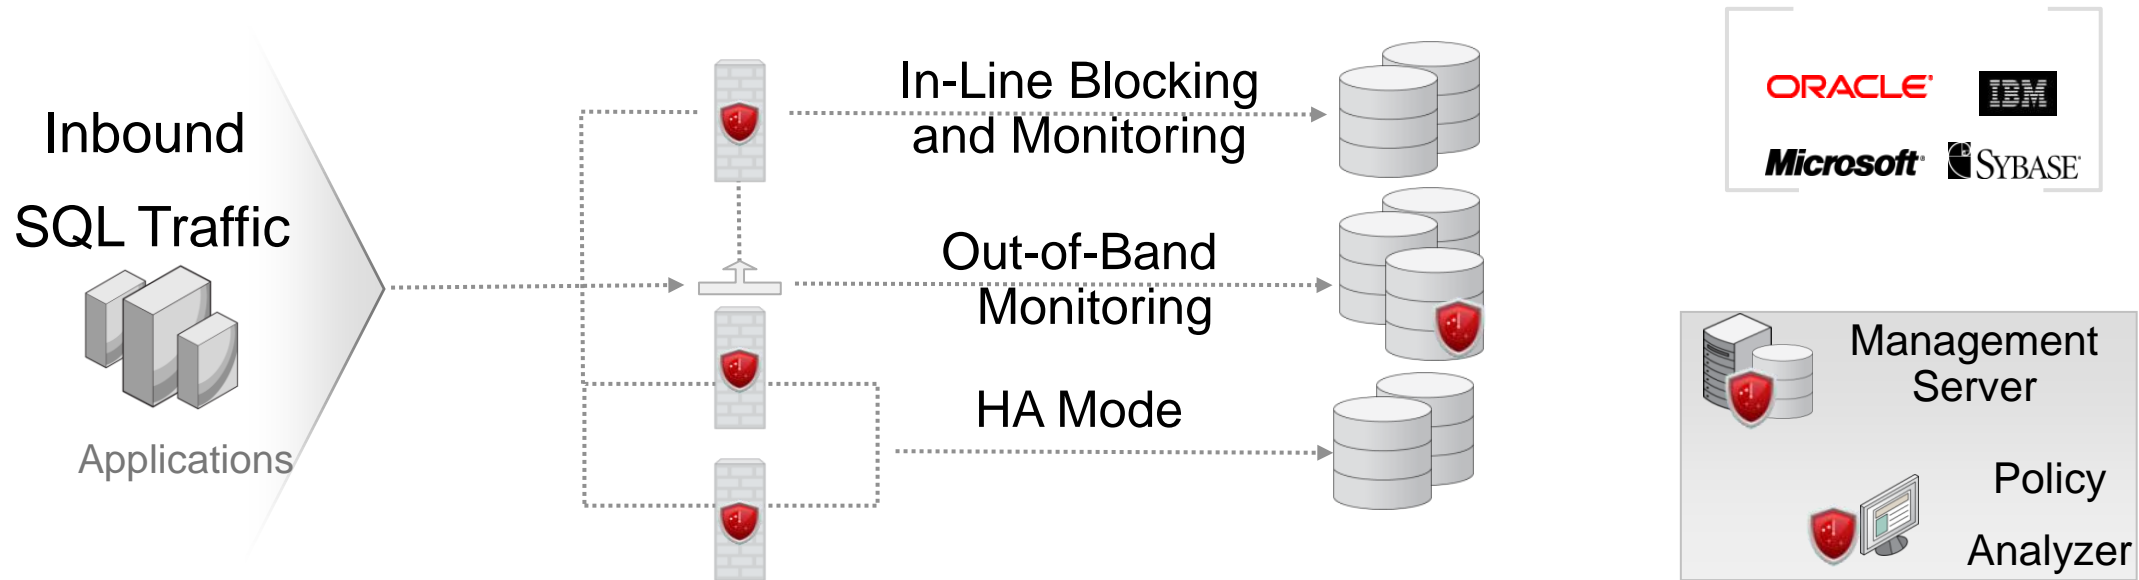 Inbound
SQL Traffic
Applications
In-Line Blocking
and Monitoring
Out-of-Band
Monitoring
HA Mode
ORACLE®
IBM
Microsoft®
SYBASE®
Management
Server
Policy
Analyzer